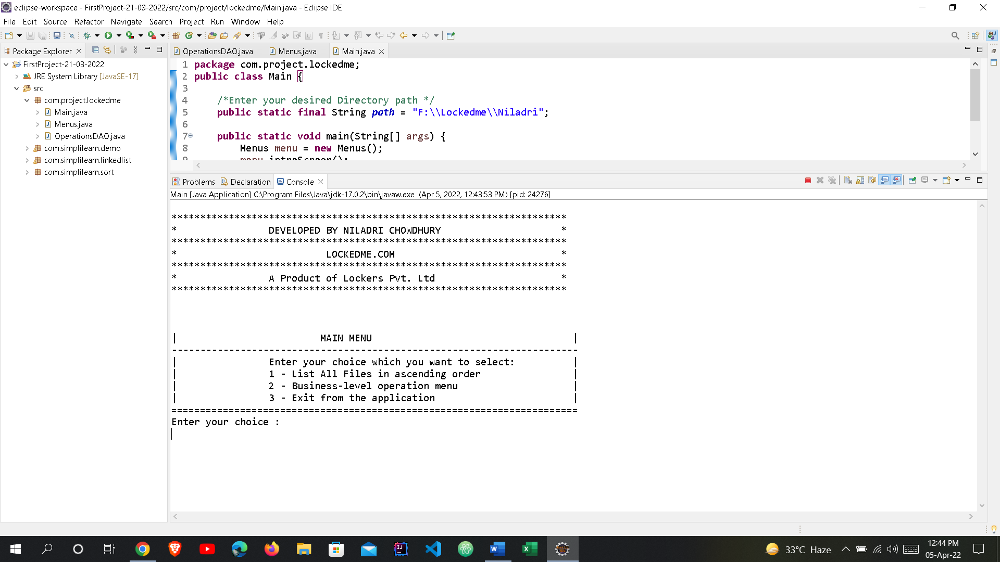 eclipse-workspace - FirstProject-21-03-2022/src/com/project/lockedme/Main.java - Eclipse IDE
File Edit Source Refactor Navigate Search Project Run Window Help
Package Explorer
FirstProject-21-03-2022
JRE System Library [JavaSE-17]
src
com.project.lockedme
Main.java
Menus.java
OperationsDAO.java
com.simplilearn.demo
com.simplilearn.linkedlist
com.simplilearn.sort
OperationsDAO.java Menus.java Main.java
1 package com.project.lockedme;
2 public class Main {
3
4 /*Enter your desired Directory path */
5 public static final String path = "F:\\Lockedme\\Niladri";
6
7 public static void main(String[] args) {
8 Menus menu = new Menus();
9 menu.introScreen();
Problems Declaration Console
Main [Java Application] C:\Program Files\Java\jdk-17.0.2\bin\javaw.exe (Apr 5, 2022, 12:43:53 PM) [pid: 24276]
*********************************************************************
* DEVELOPED BY NILADRI CHOWDHURY *
*********************************************************************
* LOCKEDME.COM *
*********************************************************************
* A Product of Lockers Pvt. Ltd *
*********************************************************************
| MAIN MENU |
-----------------------------------------------------------------------
| Enter your choice which you want to select: |
| 1 - List All Files in ascending order |
| 2 - Business-level operation menu |
| 3 - Exit from the application |
=======================================================================
Enter your choice :
33°C Haze
12:44 PM
05-Apr-22